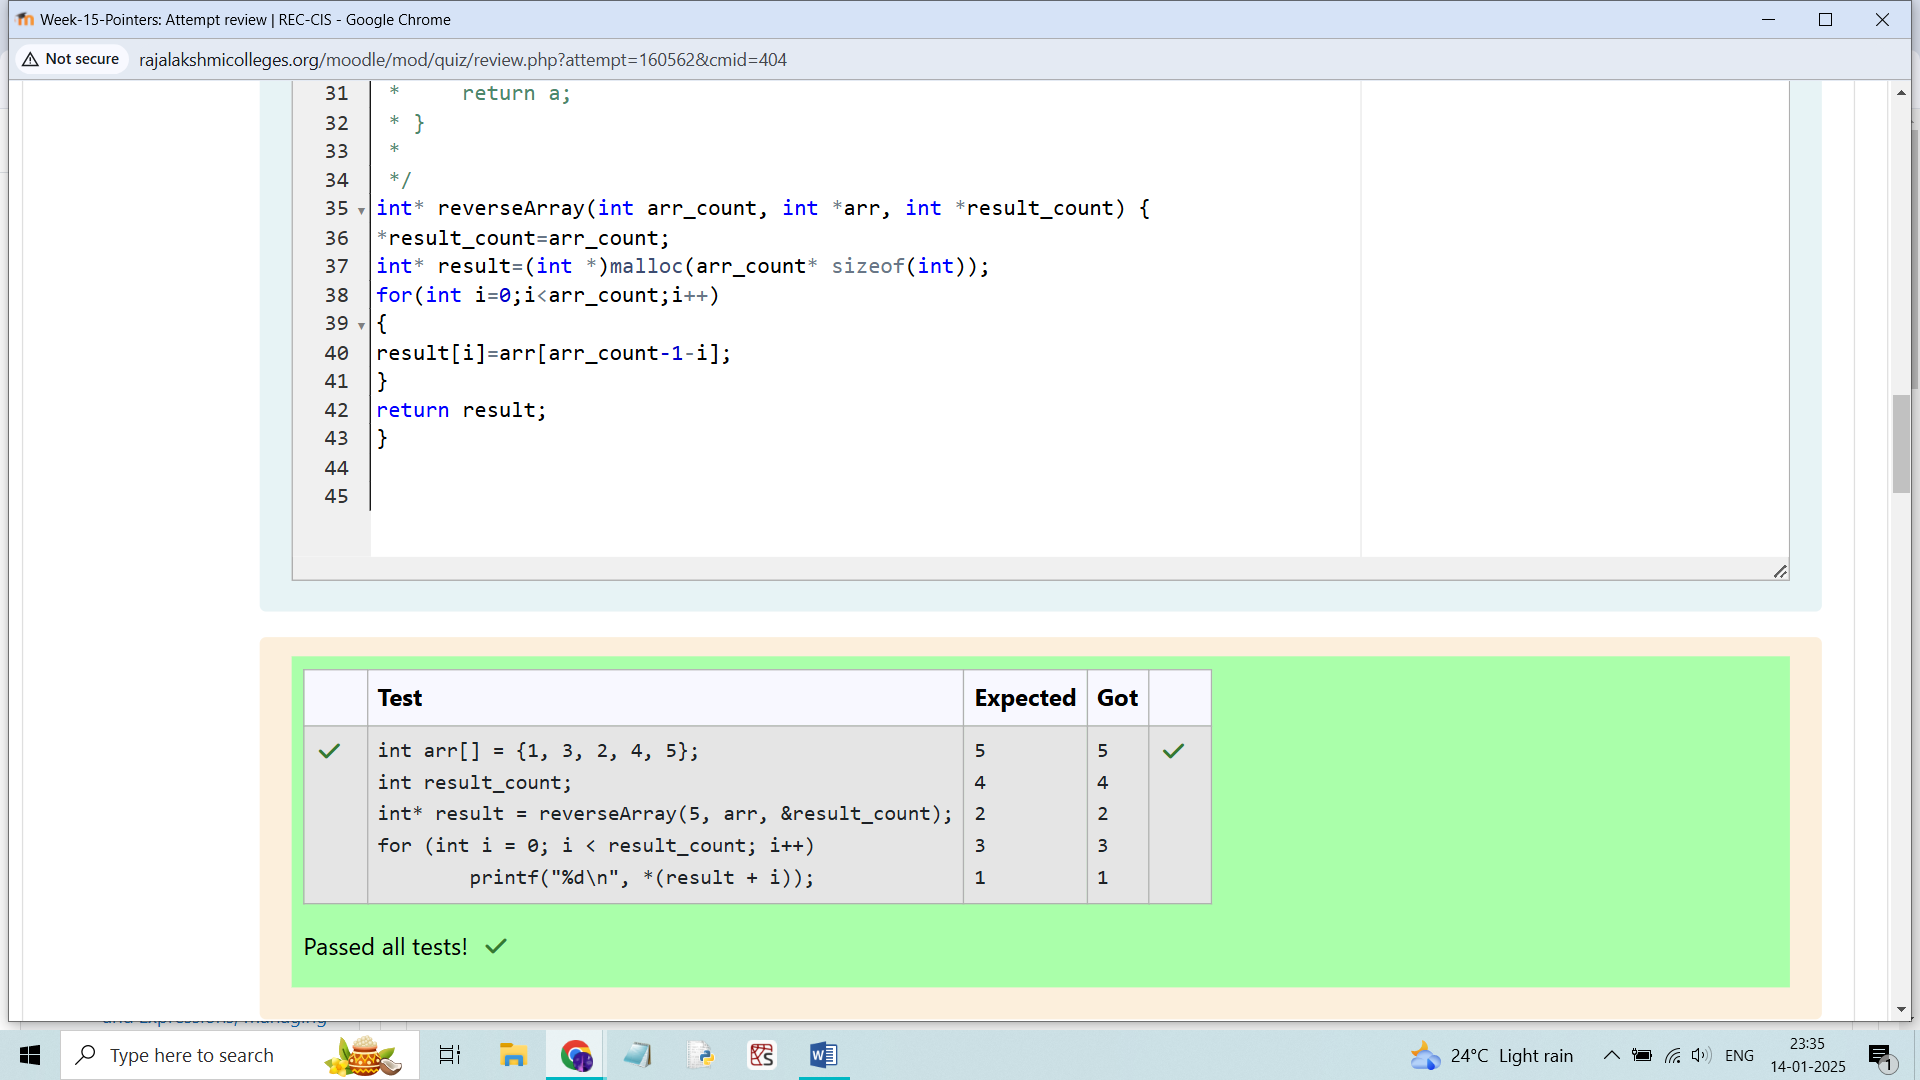 Week-15-Pointers: Attempt review | REC-CIS - Google Chrome
Not secure rajalakshmicolleges.org/moodle/mod/quiz/review.php?attempt=160562&cmid=404
31 *     return a;
32 * }
33 *
34 */
35 int* reverseArray(int arr_count, int *arr, int *result_count) {
36 *result_count=arr_count;
37 int* result=(int *)malloc(arr_count* sizeof(int));
38 for(int i=0;i<arr_count;i++)
39 {
40 result[i]=arr[arr_count-1-i];
41 }
42 return result;
43 }
44
45
Test Expected Got
int arr[] = {1, 3, 2, 4, 5}; 5 5
int result_count; 4 4
int* result = reverseArray(5, arr, &result_count); 2 2
for (int i = 0; i < result_count; i++) 3 3
printf("%d\n", *(result + i)); 1 1
Passed all tests!
Type here to search
24°C Light rain
ENG
23:35
14-01-2025
1